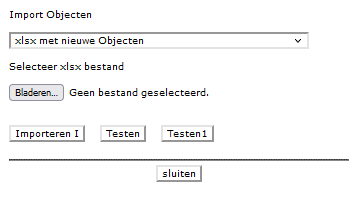 Import Objecten
xlsx met nieuwe Objecten
Selecteer xlsx bestand
Bladeren... Geen bestand geselecteerd.
Importeren I Testen Testen1
sluiten